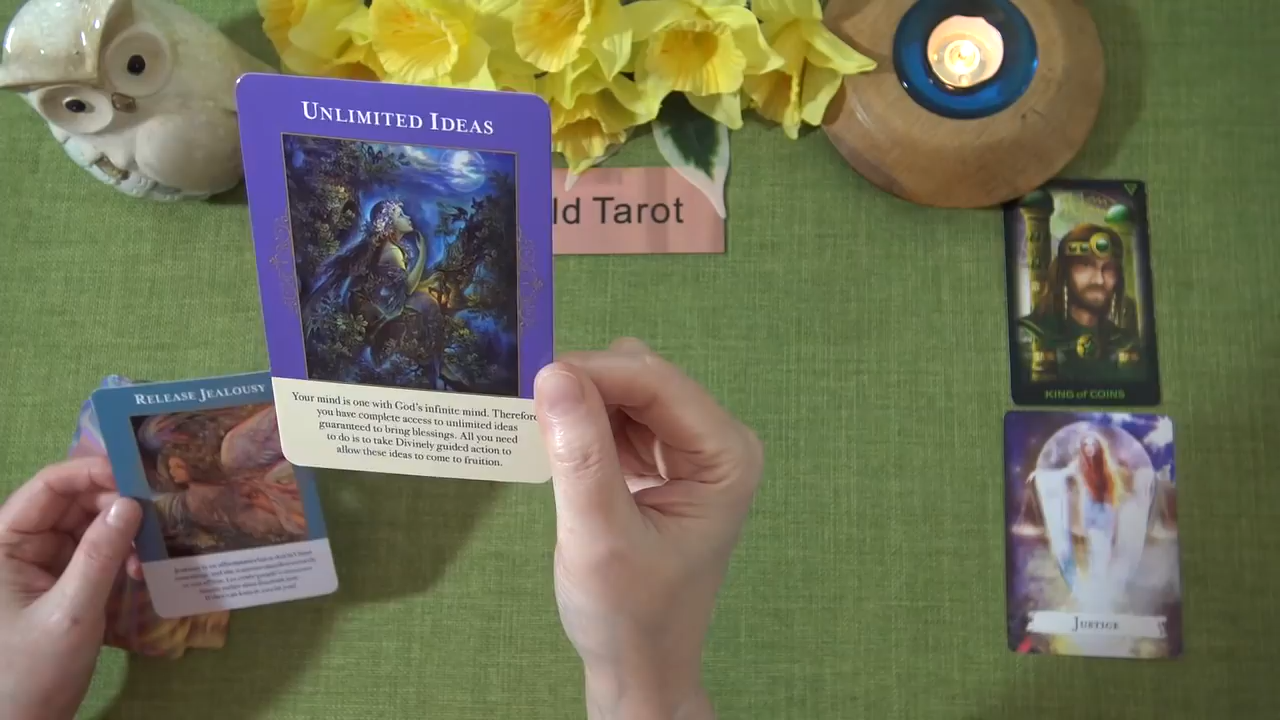 UNLIMITED IDEAS
Your mind is one with God's infinite mind. Therefore
you have complete access to unlimited ideas
guaranteed to bring blessings. All you need
to do is to take Divinely guided action to
allow these ideas to come to fruition.
ld Tarot
RELEASE JEALOUSY
KING of COINS
JUSTICE